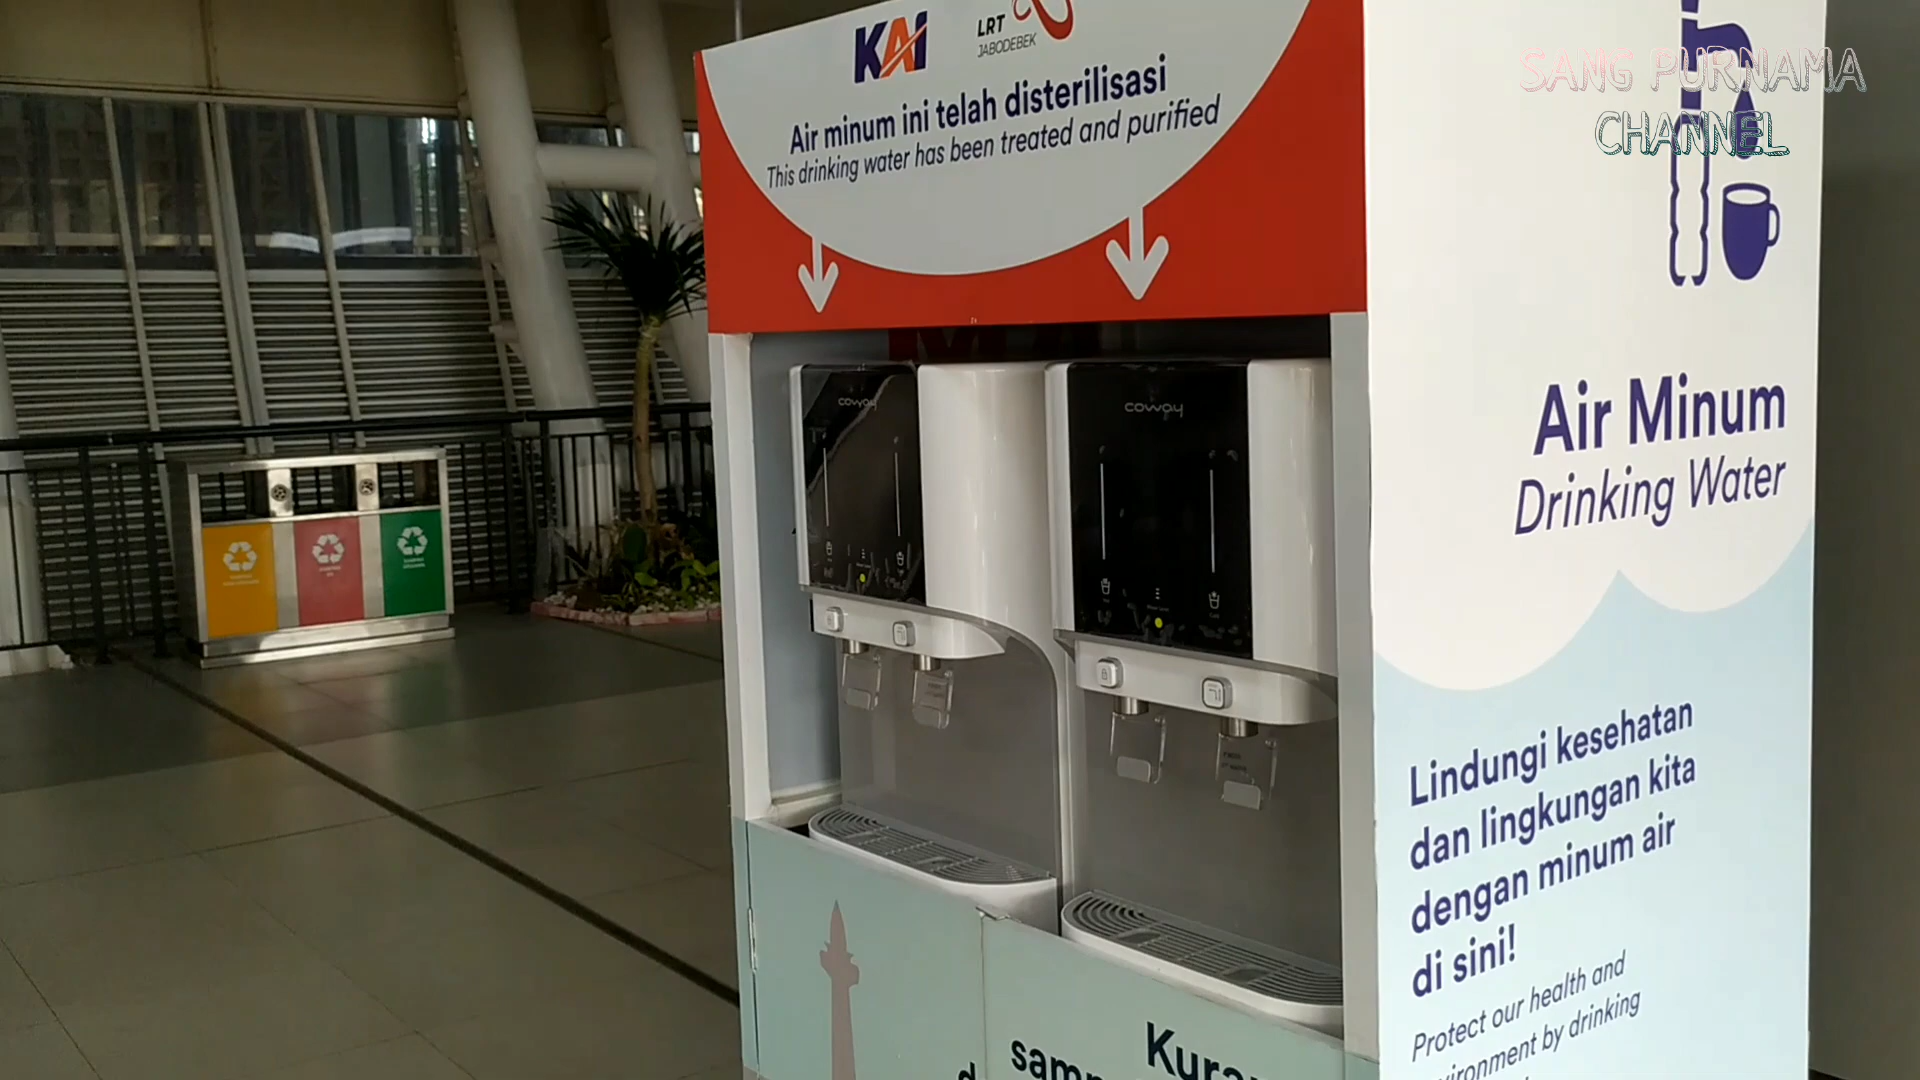 KAI
LRT
JABODEBEK
Air minum ini telah disterilisasi
This drinking water has been treated and purified
SANG PURNAMA
CHANNEL
coway
coway
Air Minum
Drinking Water
Lindungi kesehatan
dan lingkungan kita
dengan minum air
di sini!
Protect our health and
by drinking